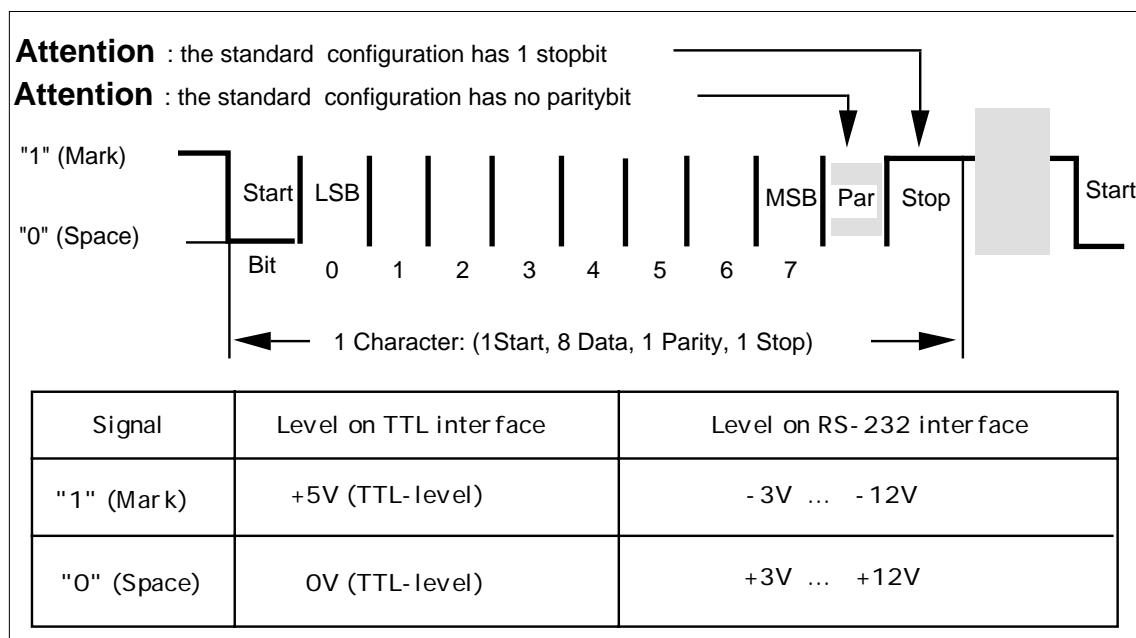 Attention : the standard configuration has 1 stopbit
Attention : the standard configuration has no paritybit
"1" (Mark)
Start LSB MSB Par Stop Start
"0" (Space)
Bit 0 1 2 3 4 5 6 7
1 Character: (1Start, 8 Data, 1 Parity, 1 Stop)
Signal Level on TTL interface Level on RS-232 interface
"1" (Mark) +5V (TTL-level) -3V ... -12V
"0" (Space) 0V (TTL-level) +3V ... +12V